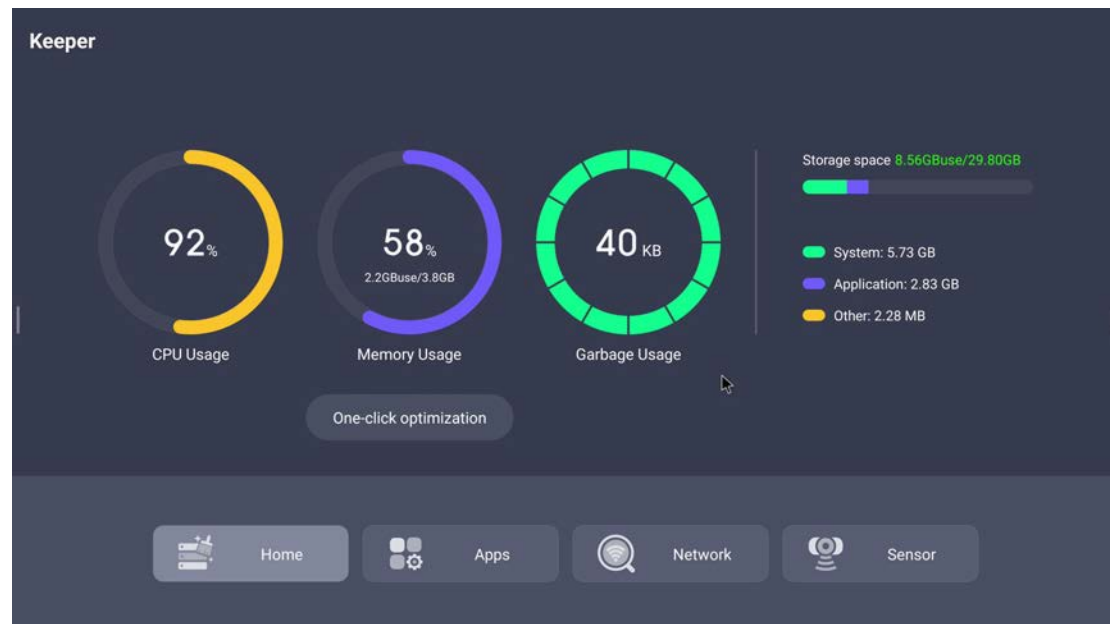 Keeper
92%
CPU Usage
58%
2.2GBuse/3.8GB
Memory Usage
40 KB
Garbage Usage
One-click optimization
Storage space 8.56GBuse/29.80GB
System: 5.73 GB
Application: 2.83 GB
Other: 2.28 MB
Home
Apps
Network
Sensor